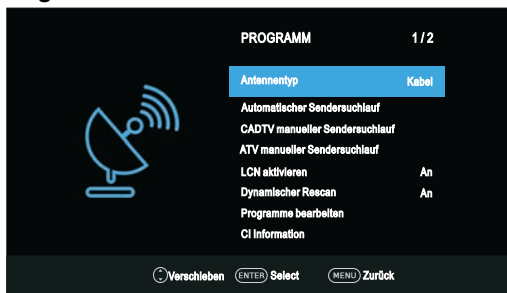 PROGRAMM 1 / 2
Antennentyp Kabel
Automatischer Sendersuchlauf
CADTV manueller Sendersuchlauf
ATV manueller Sendersuchlauf
LCN aktivieren An
Dynamischer Rescan An
Programme bearbeiten
CI Information
Verschieben ENTER Select MENU Zurück